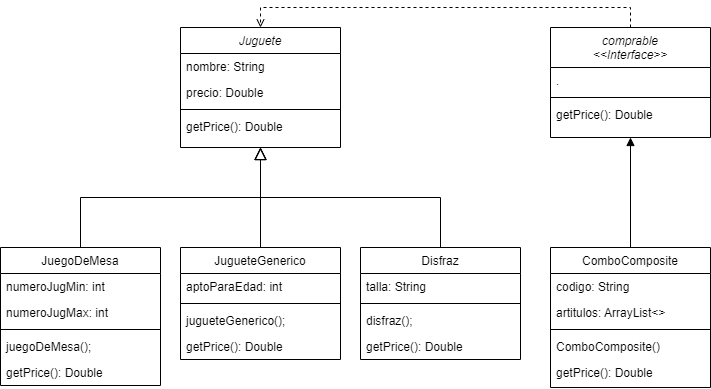 Juguete
nombre: String
precio: Double
getPrice(): Double
comprable
<<Interface>>
.
getPrice(): Double
JuegoDeMesa
numeroJugMin: int
numeroJugMax: int
juegoDeMesa();
getPrice(): Double
JugueteGenerico
aptoParaEdad: int
jugueteGenerico();
getPrice(): Double
Disfraz
talla: String
disfraz();
getPrice(): Double
ComboComposite
codigo: String
artitulos: ArrayList<>
ComboComposite()
getPrice(): Double